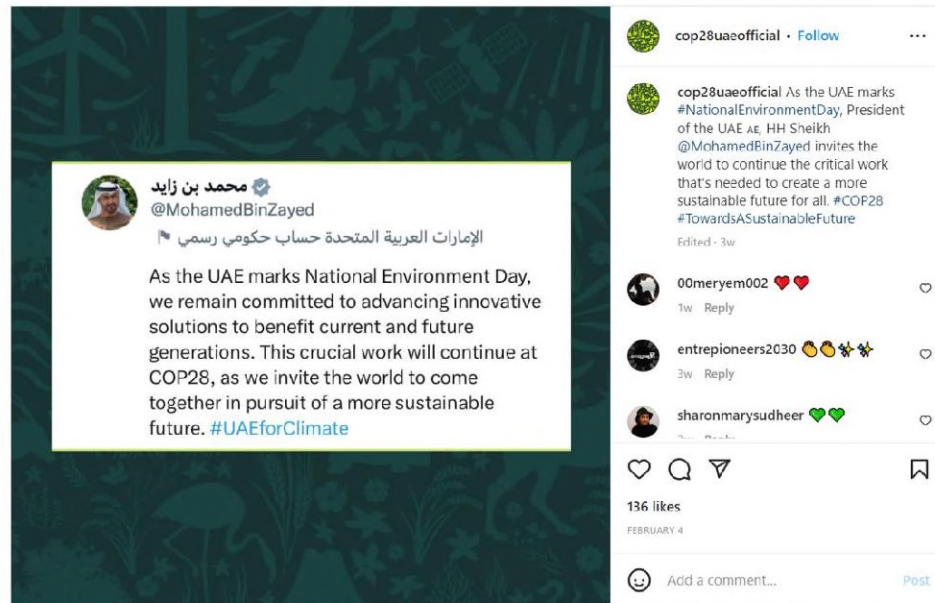 محمد بن زايد
@MohamedBinZayed
الإمارات العربية المتحدة حساب حكومي رسمي
As the UAE marks National Environment Day,
we remain committed to advancing innovative
solutions to benefit current and future
generations. This crucial work will continue at
COP28, as we invite the world to come
together in pursuit of a more sustainable
future. #UAEforClimate
cop28uaeofficial • Follow
cop28uaeofficial As the UAE marks
#NationalEnvironmentDay, President
of the UAE AE, HH Sheikh
@MohamedBinZayed invites the
world to continue the critical work
that's needed to create a more
sustainable future for all. #COP28
#TowardsASustainableFuture
Edited · 3w
00meryem002
1w Reply
entrepioneers2030
3w Reply
sharonmarysudheer
136 likes
FEBRUARY 4
Add a comment...
Post